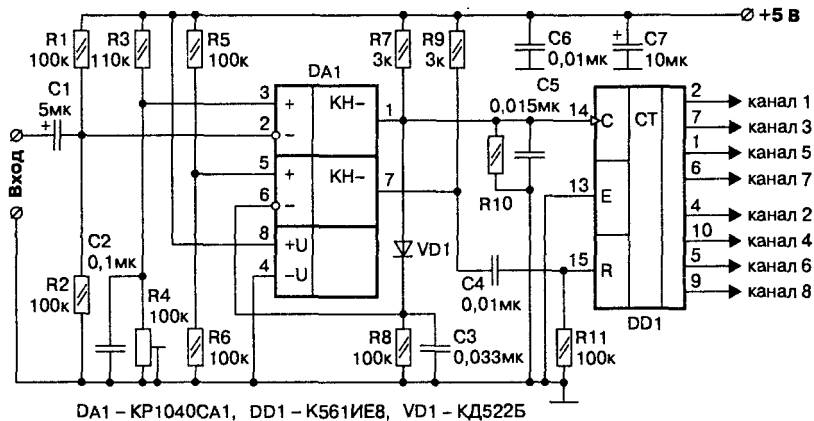 +5 В
R1
100к
R3
110к
R5
100к
R7
3к
R9
3к
C6
0,01мк
+
C7
10мк
C1
5мк
+
DA1
3
+
КН–
2
–
1
5
+
КН–
6
–
7
8
+U
4
–U
Вход
C5
0,015мк
14
C
CT
13
E
15
R
R10
2
канал 1
7
канал 3
1
канал 5
6
канал 7
4
канал 2
10
канал 4
5
канал 6
9
канал 8
DD1
C2
0,1мк
R2
100к
R4
100к
R6
100к
VD1
C4
0,01мк
R8
100к
C3
0,033мк
R11
100к
DA1 – КР1040СА1, DD1 – К561ИЕ8, VD1 – КД522Б